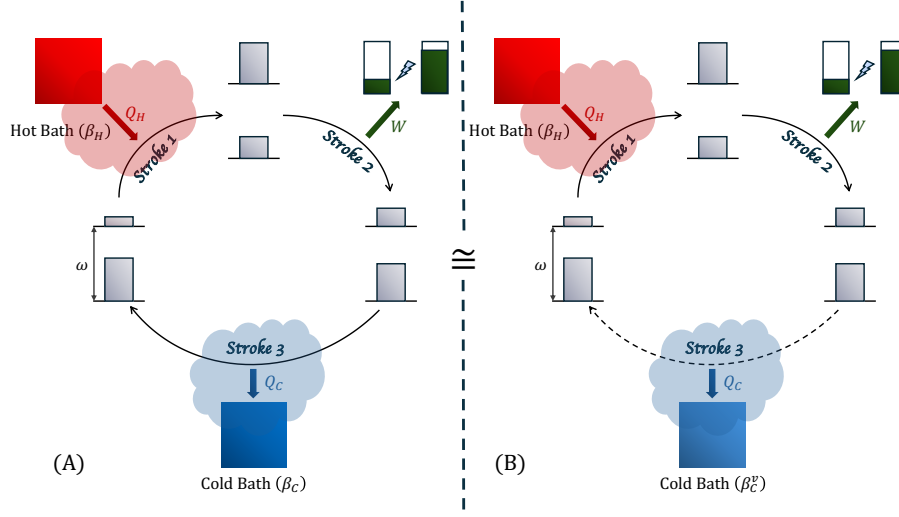 Q_H
Hot Bath (β_H)
Stroke 1
W
Stroke 2
ω
Stroke 3
Q_C
(A)
Cold Bath (β_C)
≅
Q_H
Hot Bath (β_H)
Stroke 1
W
Stroke 2
ω
Stroke 3
Q_C
(B)
Cold Bath (β_C^v)